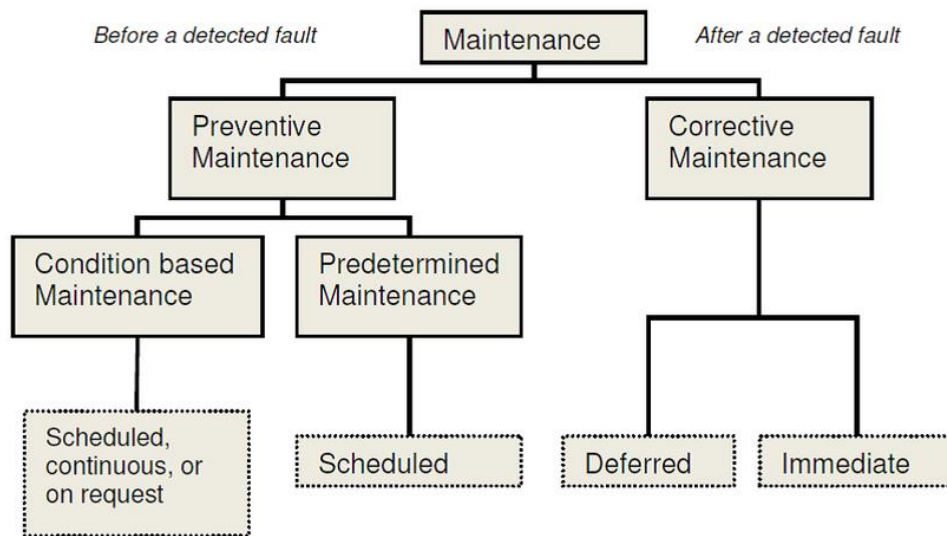 Before a detected fault
Maintenance
After a detected fault
Preventive
Maintenance
Corrective
Maintenance
Condition based
Maintenance
Predetermined
Maintenance
Scheduled,
continuous, or
on request
Scheduled
Deferred
Immediate